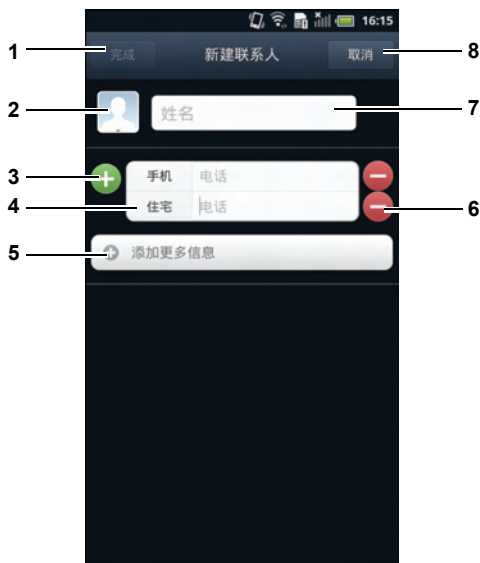 16:15
1 完成 新建联系人 取消 8
2 姓名 7
3 手机 电话
4 住宅 电话 6
5 添加更多信息